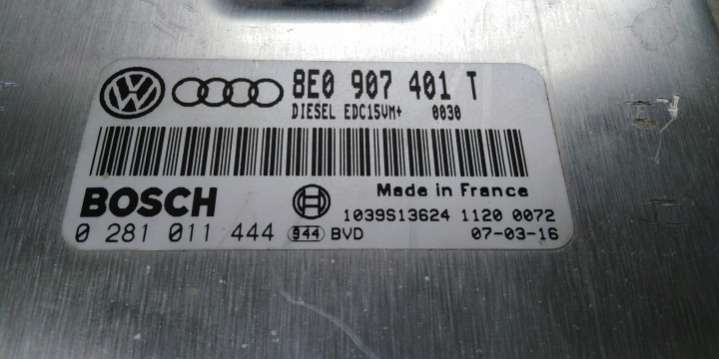 8E0 907 401 T
DIESEL EDC15VM+ 0030
BOSCH
Made in France
1039S13624 1120 0072
0 281 011 444 944 BVD 07-03-16